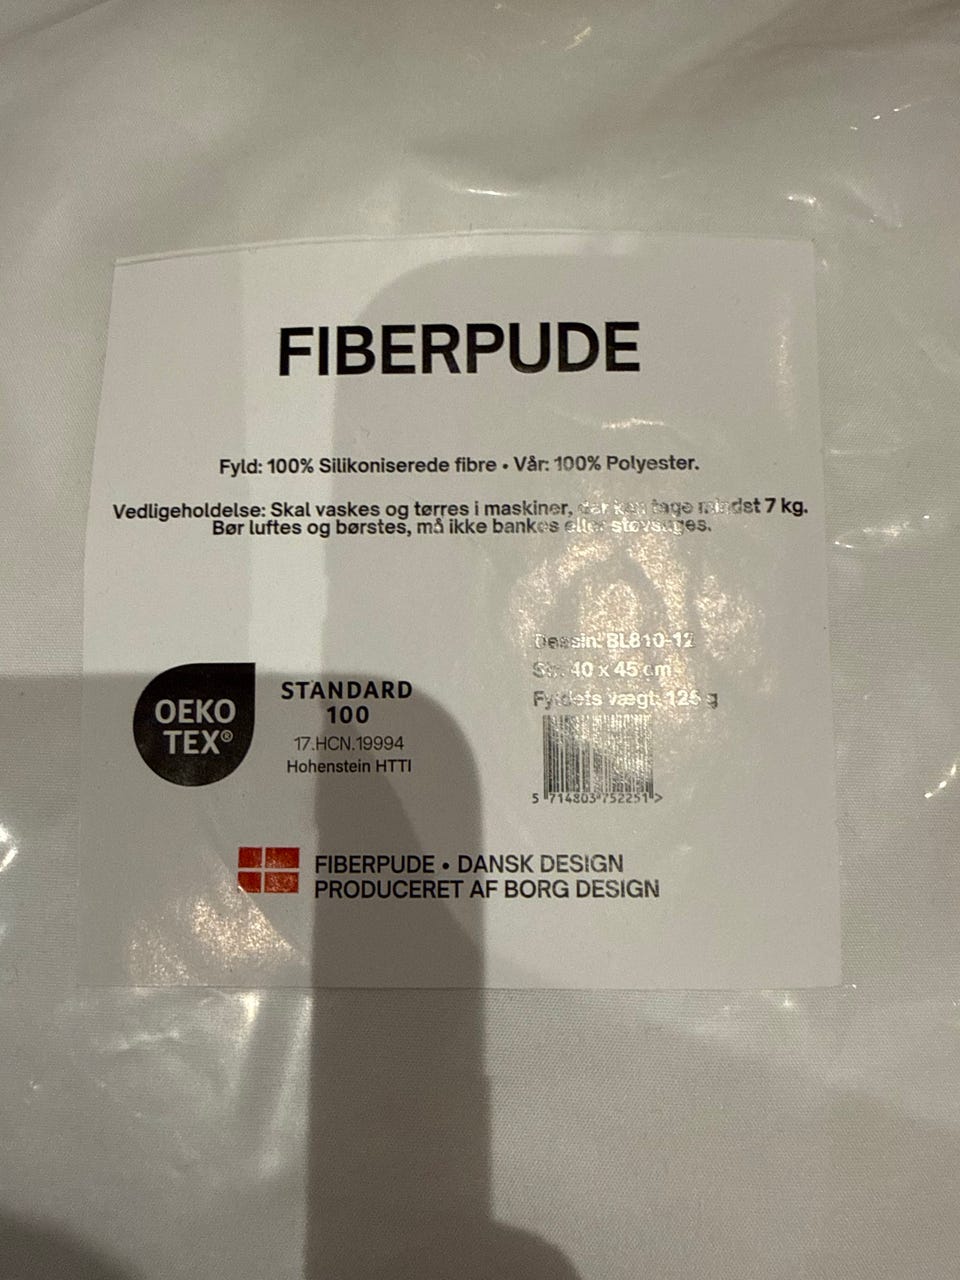 FIBERPUDE
Fyld: 100% Silikoniserede fibre • Vår: 100% Polyester.
Vedligeholdelse: Skal vaskes og tørres i maskiner, der kan tage mindst 7 kg.
Bør luftes og børstes, må ikke bankes eller støvsuges.
Dessin: BL810-12
Str. 40 x 45 cm
Fyldets vægt: 125 g
OEKO
TEX®
STANDARD
100
17.HCN.19994
Hohenstein HTTI
5 714803 752251 >
FIBERPUDE • DANSK DESIGN
PRODUCERET AF BORG DESIGN